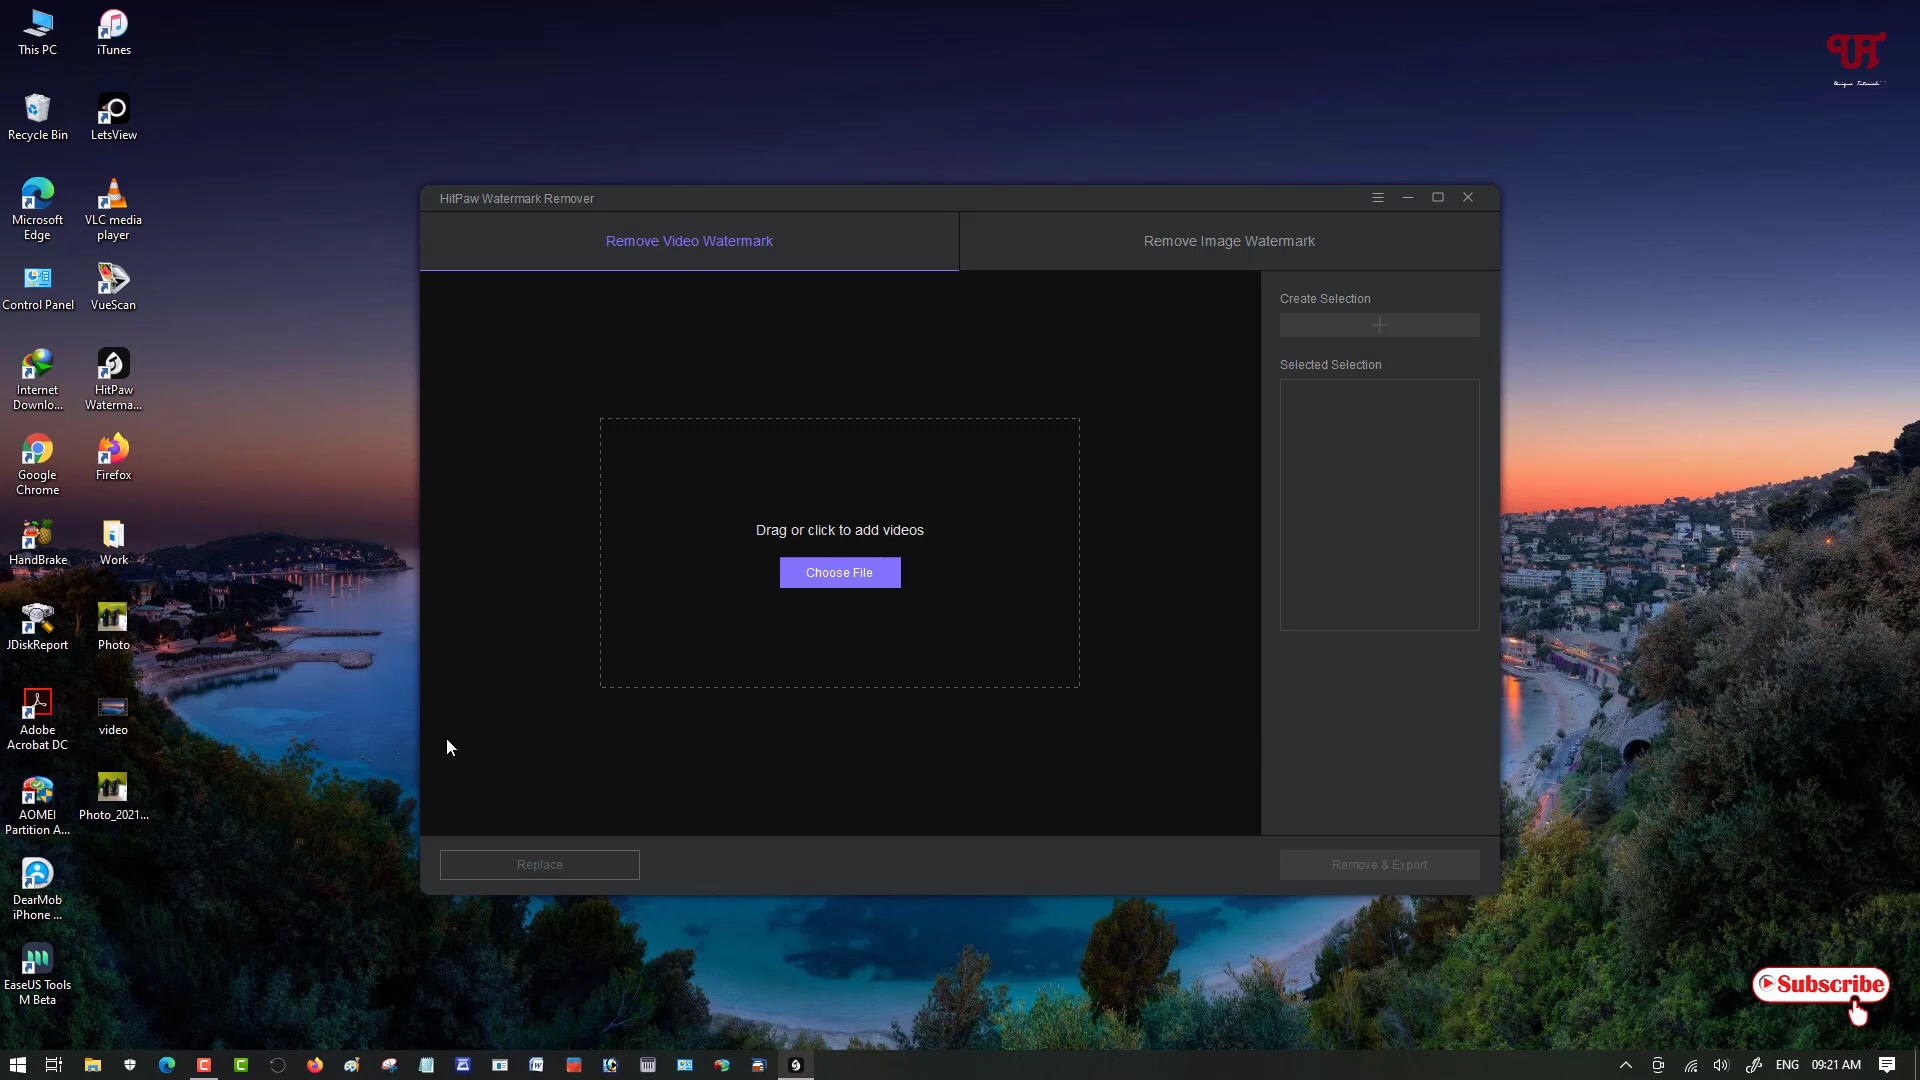 This PC
iTunes
Recycle Bin
LetsView
Microsoft
Edge
VLC media
player
Control Panel
VueScan
Internet
Downlo...
HitPaw
Waterma...
Google
Chrome
Firefox
HandBrake
Work
JDiskReport
Photo
Adobe
Acrobat DC
video
AOMEI
Partition A...
Photo_2021...
DearMob
iPhone ...
EaseUS Tools
M Beta
HitPaw Watermark Remover
Remove Video Watermark
Remove Image Watermark
Create Selection
Selected Selection
Drag or click to add videos
Choose File
Replace
Remove & Export
UT
Unique Tutorial
Subscribe
ENG
09:21 AM